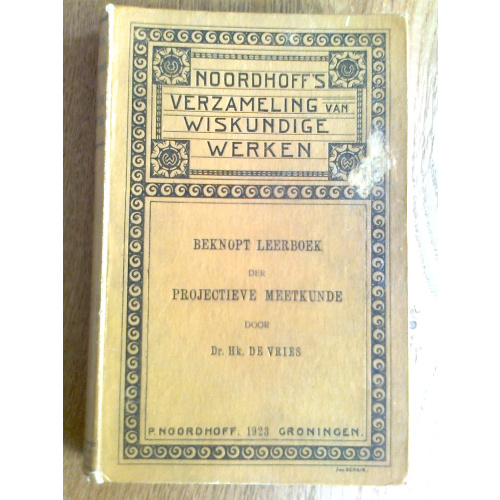 NOORDHOFF'S
VERZAMELING VAN
WISKUNDIGE
WERKEN
BEKNOPT LEERBOEK
DER
PROJECTIEVE MEETKUNDE
DOOR
Dr. Hk. DE VRIES
P. NOORDHOFF. 1923 GRONINGEN.